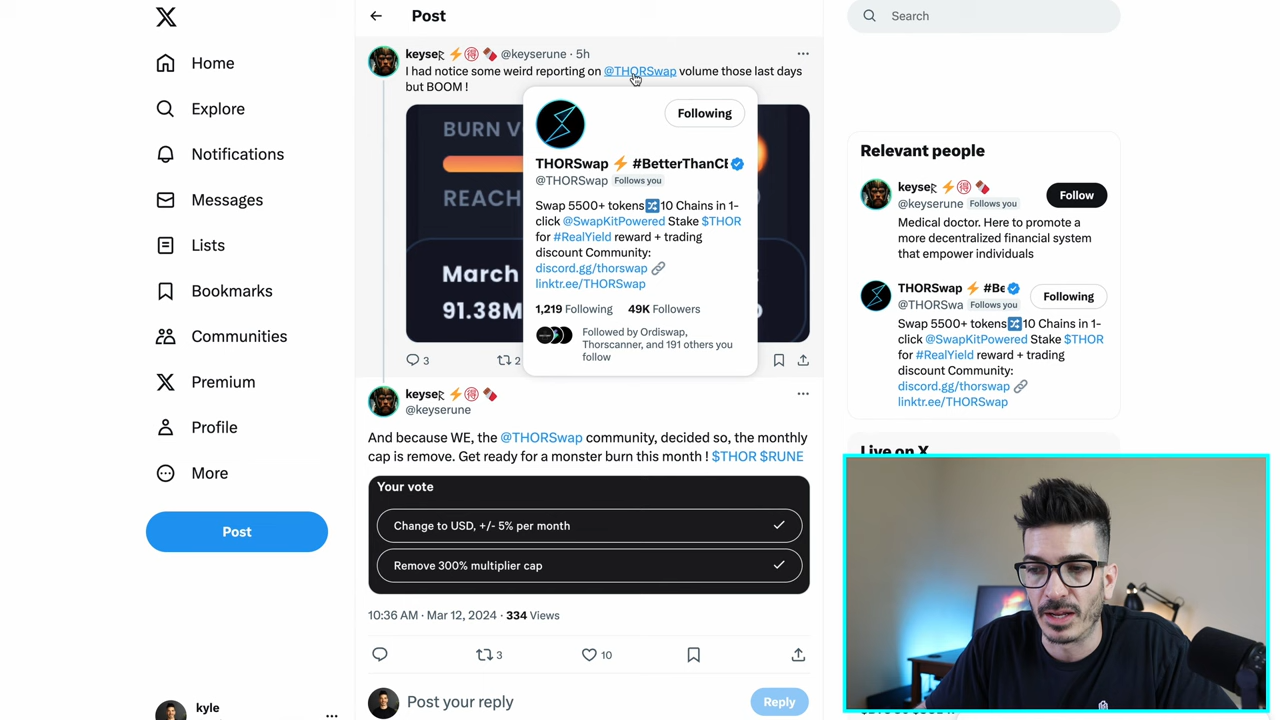 Home
Explore
Notifications
Messages
Lists
Bookmarks
Communities
Premium
Profile
More
Post
kyle
Post
keyseʀ @keyserune · 5h
I had notice some weird reporting on @THORSwap volume those last days
but BOOM !
BURN
REACH
March
91.38M
Following
THORSwap ⚡ #BetterThanCE
@THORSwap Follows you
Swap 5500+ tokens🔀10 Chains in 1-
click @SwapKitPowered Stake $THOR
for #RealYield reward + trading
discount Community:
discord.gg/thorswap 🔗
linktr.ee/THORSwap
1,219 Following 49K Followers
Followed by Ordiswap,
Thorscanner, and 191 others you
follow
3
2
keyseʀ ⚡🉐🍫
@keyserune
And because WE, the @THORSwap community, decided so, the monthly
cap is remove. Get ready for a monster burn this month ! $THOR $RUNE
Your vote
Change to USD, +/- 5% per month
Remove 300% multiplier cap
10:36 AM · Mar 12, 2024 · 334 Views
3
10
Post your reply
Reply
Search
Relevant people
keyseʀ ⚡🉐🍫
@keyserune Follows you
Follow
Medical doctor. Here to promote a
more decentralized financial system
that empower individuals
THORSwap ⚡ #Be
@THORSwa Follows you
Following
Swap 5500+ tokens🔀10 Chains in 1-
click @SwapKitPowered Stake $THOR
for #RealYield reward + trading
discount Community:
discord.gg/thorswap 🔗
linktr.ee/THORSwap
Live on X